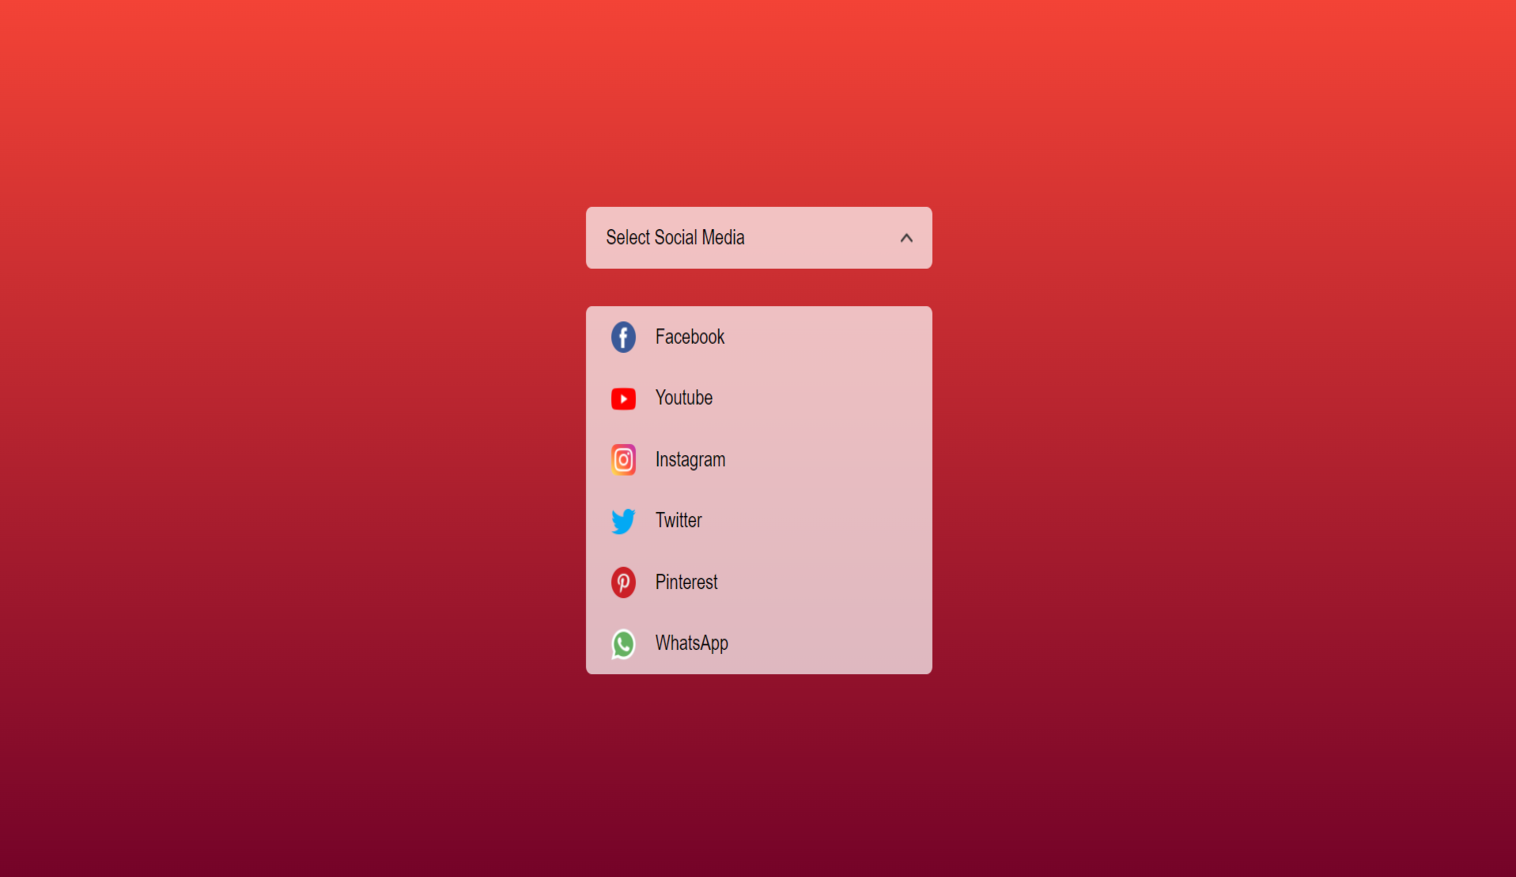 Select Social Media
Facebook
Youtube
Instagram
Twitter
Pinterest
WhatsApp